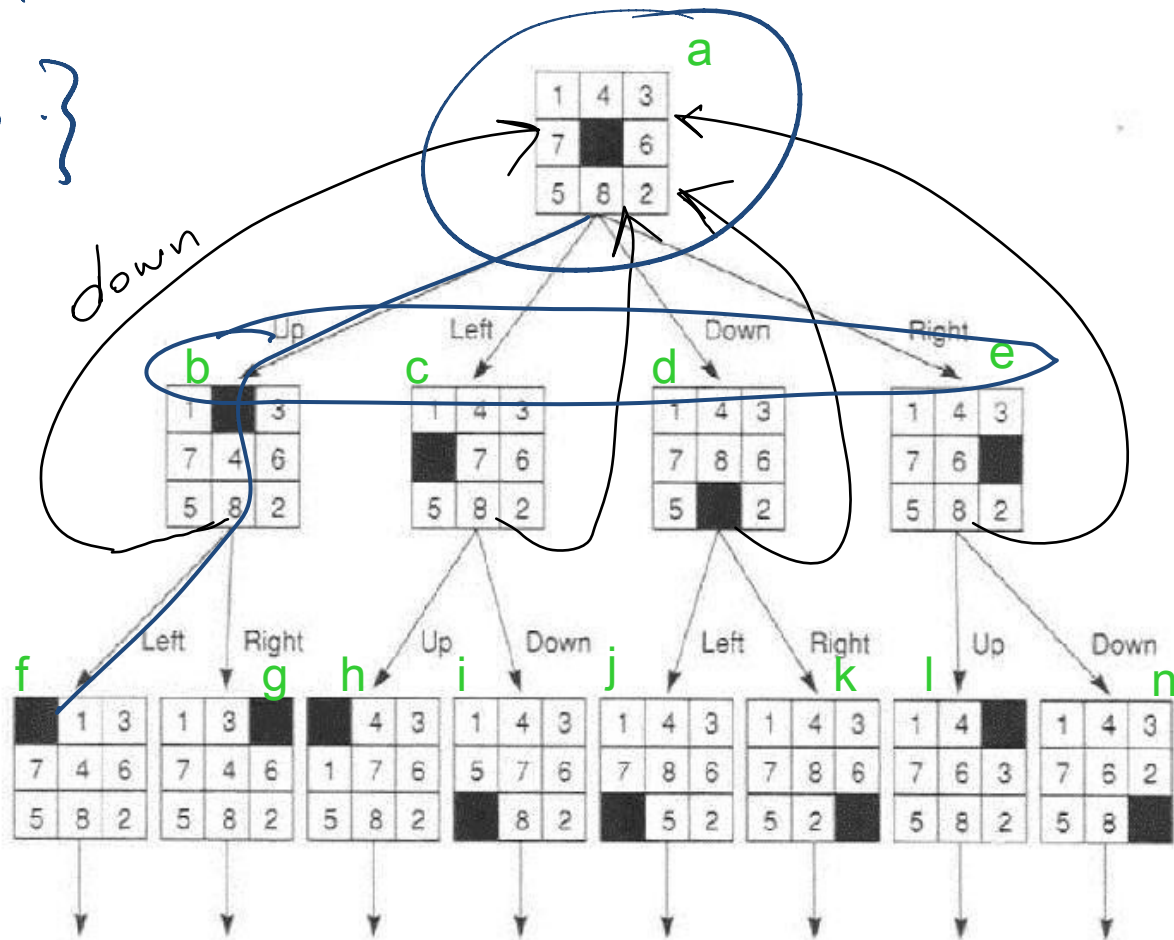 a
1 4 3
7 6
5 8 2
down
Up Left Down Right
b c d e
1 3 1 4 3 1 4 3 1 4 3
7 4 6 7 6 7 8 6 7 6
5 8 2 5 8 2 5 2 5 8 2
Left Right Up Down Left Right Up Down
f g h i j k l n
1 3 1 3 4 3 1 4 3 1 4 3 1 4 3 1 4 1 4 3
7 4 6 7 4 6 1 7 6 5 7 6 7 8 6 7 8 6 7 6 3 7 6 2
5 8 2 5 8 2 5 8 2 8 2 5 2 5 2 5 8 2 5 8